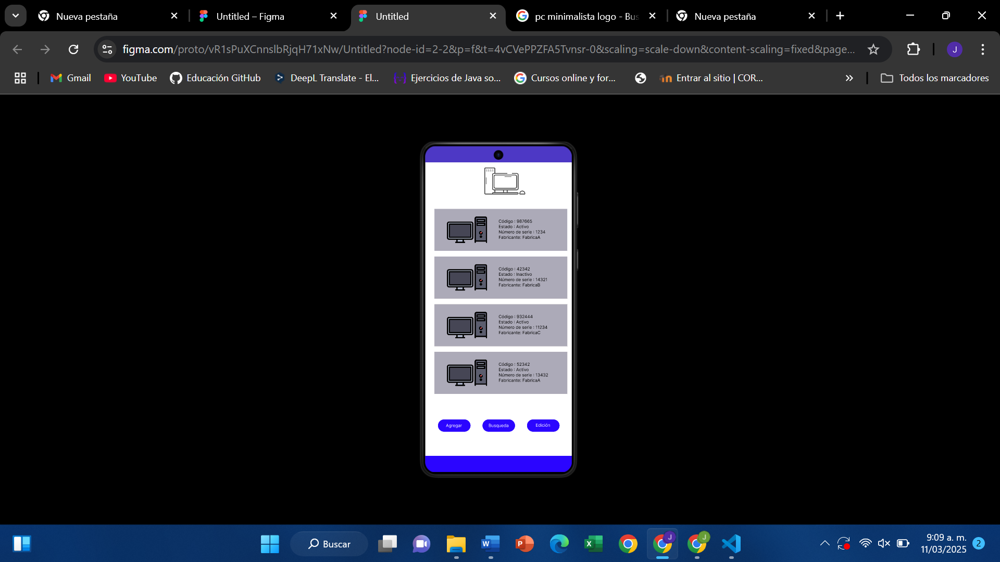 Nueva pestaña
Untitled – Figma
Untitled
pc minimalista logo - Bus
Nueva pestaña
figma.com/proto/vR1sPuXCnnslbRjqH71xNw/Untitled?node-id=2-2&p=f&t=4vCVePPZFA5Tvnsr-0&scaling=scale-down&content-scaling=fixed&page...
J
Gmail
YouTube
Educación GitHub
DeepL Translate - El...
Ejercicios de Java so...
Cursos online y for...
Entrar al sitio | COR...
Todos los marcadores
Código : 987665
Estado : Activo
Número de serie : 1234
Fabricante: FabricaA
Código : 42342
Estado : Inactivo
Número de serie : 14321
Fabricante: FabricaB
Código : 932444
Estado : Activo
Número de serie : 11234
Fabricante: FabricaC
Código : 52342
Estado : Activo
Número de serie : 13432
Fabricante: FabricaA
Agregar
Busqueda
Edición
Buscar
W
P
X
J
J
9:09 a. m.
11/03/2025
2